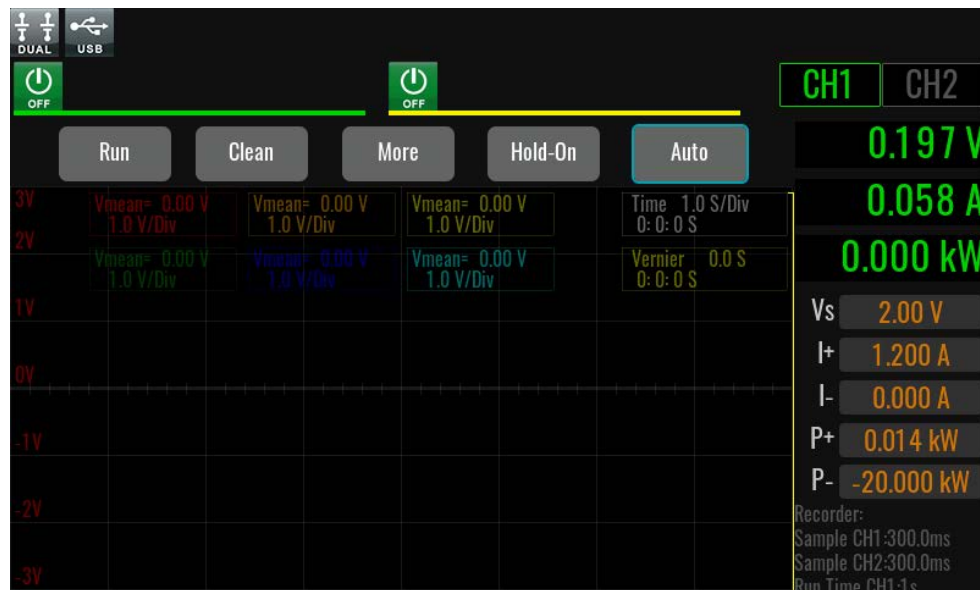 DUAL USB
OFF OFF
CH1 CH2
Run Clean More Hold-On Auto
0.197 V
0.058 A
0.000 kW
3V
Vmean= 0.00 V
1.0 V/Div
Vmean= 0.00 V
1.0 V/Div
Vmean= 0.00 V
1.0 V/Div
Time 1.0 S/Div
0: 0: 0 S
2V
Vmean= 0.00 V
1.0 V/Div
Vmean= 0.00 V
1.0 V/Div
Vmean= 0.00 V
1.0 V/Div
Vernier 0.0 S
0: 0: 0 S
1V
0V
-1V
-2V
-3V
Vs 2.00 V
I+ 1.200 A
I- 0.000 A
P+ 0.014 kW
P- -20.000 kW
Recorder:
Sample CH1:300.0ms
Sample CH2:300.0ms
Run Time CH1:1s